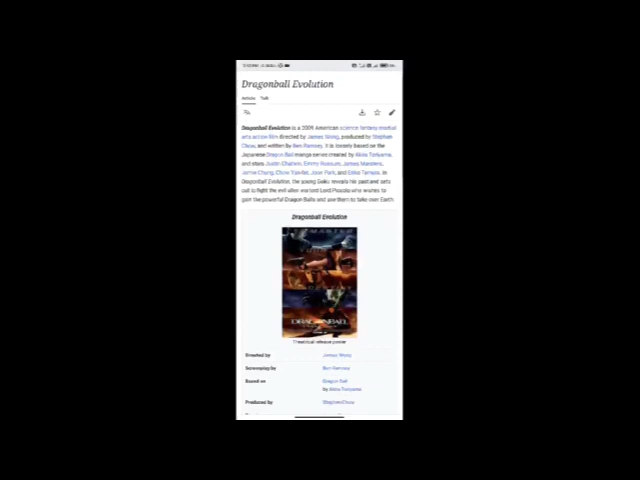 Dragonball Evolution
Article Talk
Dragonball Evolution is a 2009 American science fantasy martial
arts action film directed by James Wong, produced by Stephen
Chow, and written by Ben Ramsey. It is loosely based on the
Japanese Dragon Ball manga series created by Akira Toriyama,
and stars Justin Chatwin, Emmy Rossum, James Marsters,
Jamie Chung, Chow Yun-fat, Joon Park, and Eriko Tamura. In
Dragonball Evolution, the young Goku reveals his past and sets
out to fight the evil alien warlord Lord Piccolo who wishes to
gain the powerful Dragon Balls and use them to take over Earth.
Dragonball Evolution
DRAGONBALL
Theatrical release poster
Directed by James Wong
Screenplay by Ben Ramsey
Based on Dragon Ball
by Akira Toriyama
Produced by Stephen Chow